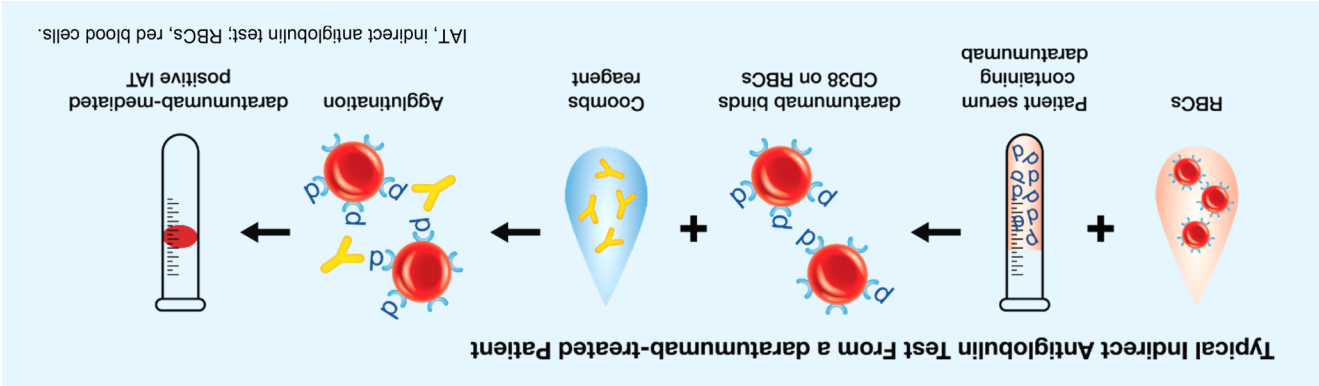 Typical Indirect Antiglobulin Test From a daratumumab-treated Patient
RBCs
+
Patient serum
containing
daratumumab
daratumumab binds
CD38 on RBCs
+
Coombs
reagent
Agglutination
daratumumab-mediated
positive IAT
IAT, indirect antiglobulin test; RBCs, red blood cells.